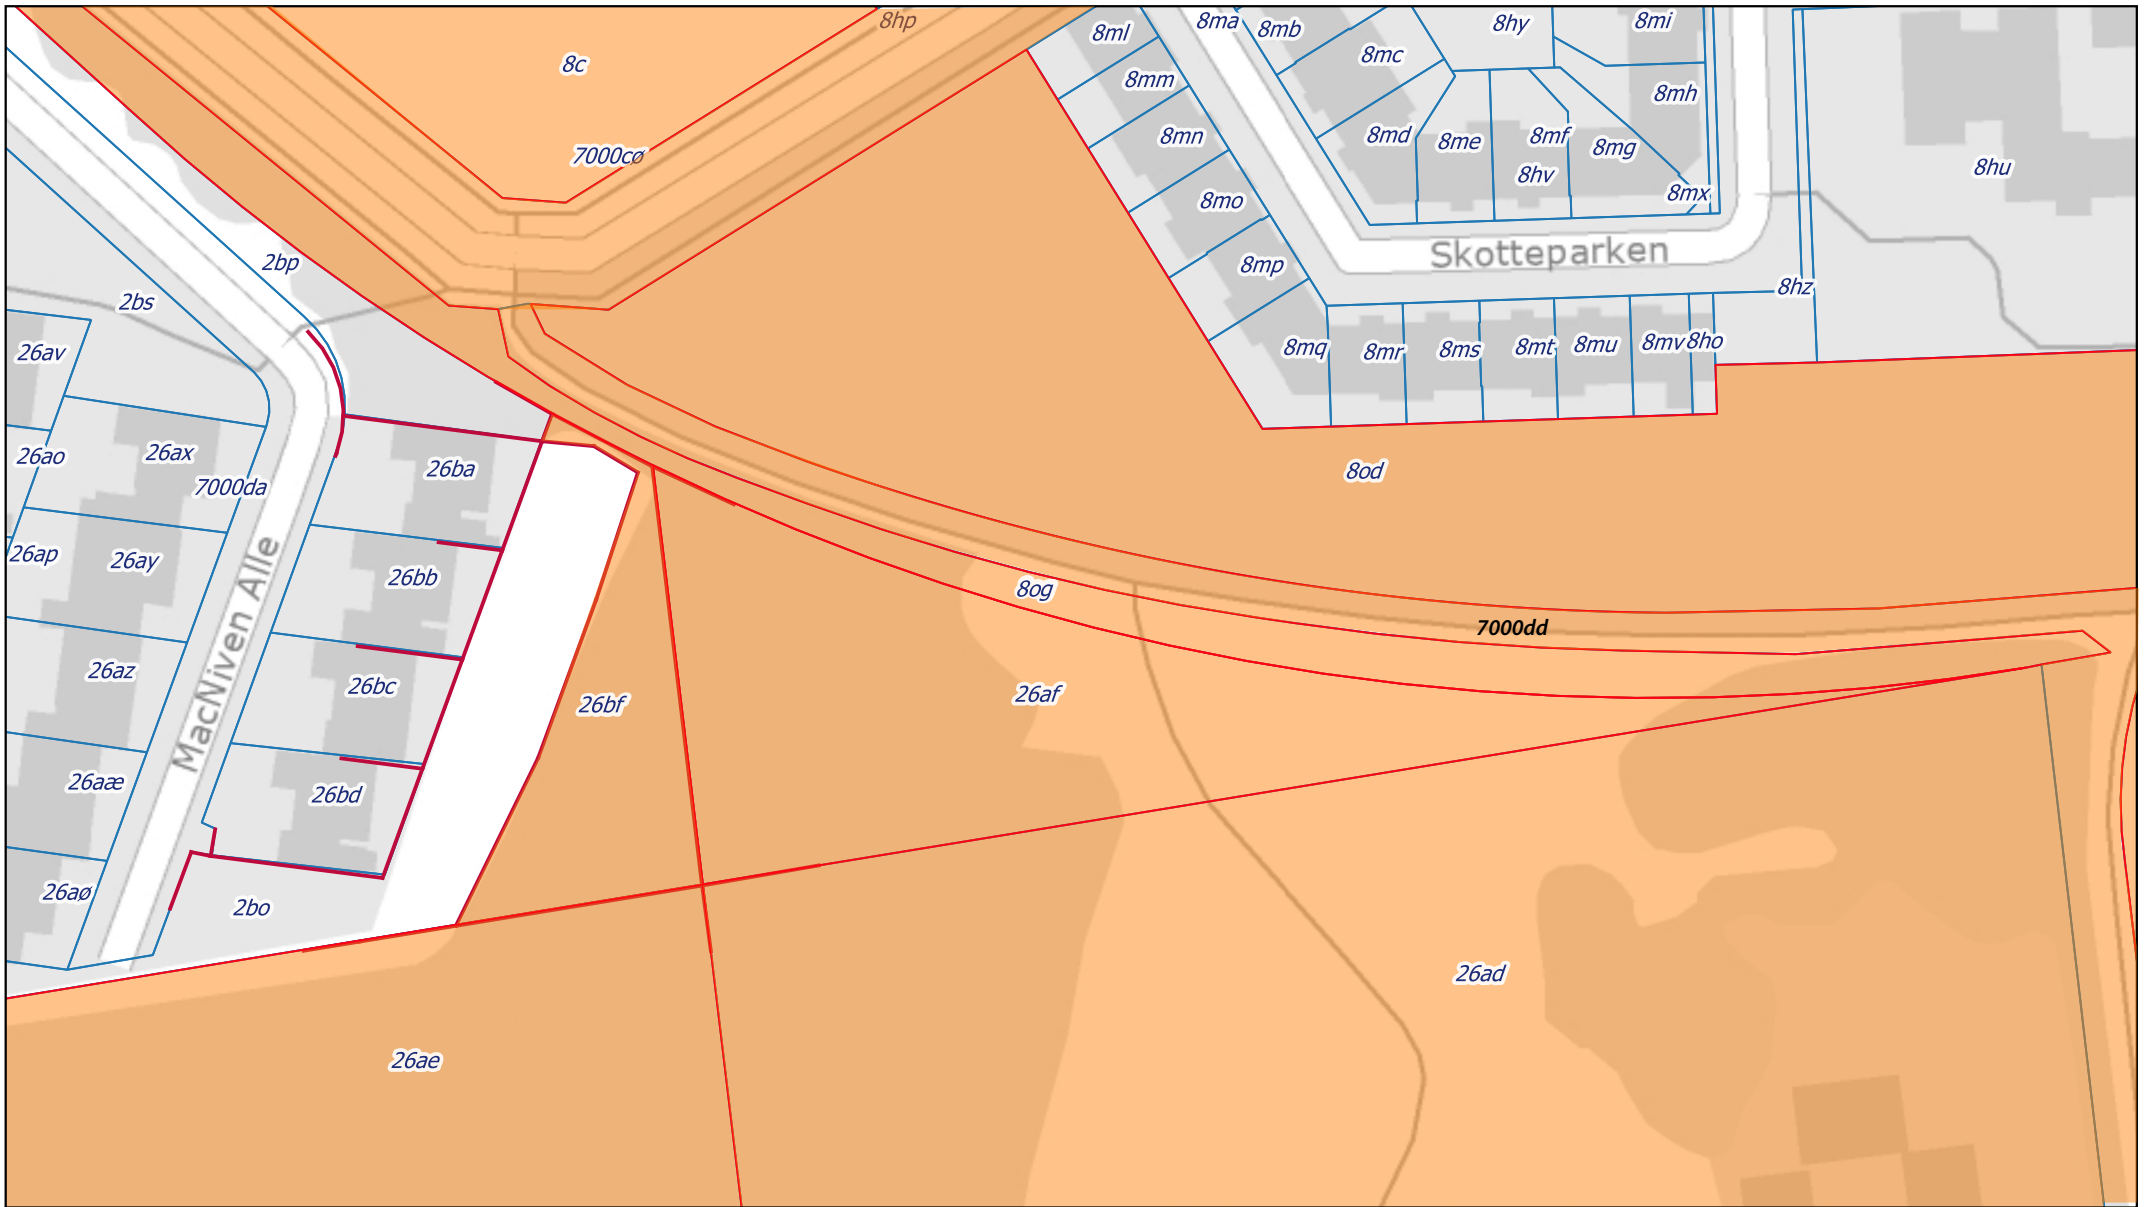 8hp
8ml
8ma
8mb
8hy
8mi
8c
8mc
8mm
8mh
8mn
8md
8me
8mf
8mg
7000cø
8hv
8hu
8mx
8mo
Skotteparken
2bp
8mp
8hz
2bs
26av
8mq
8mr
8ms
8mt
8mu
8mv
8ho
26ao
26ax
26ba
8od
7000da
26ap
26ay
26bb
8og
7000dd
MacNiven Alle
26az
26bc
26bf
26af
26aæ
26bd
26aø
2bo
26ad
26ae